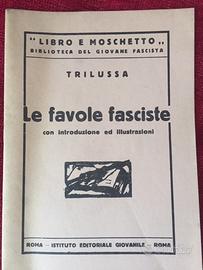 " LIBRO E MOSCHETTO "
BIBLIOTECA DEL GIOVANE FASCISTA
TRILUSSA
Le favole fasciste
con introduzione ed illustrazioni
ROMA - ISTITUTO EDITORIALE GIOVANILE - ROMA
subito